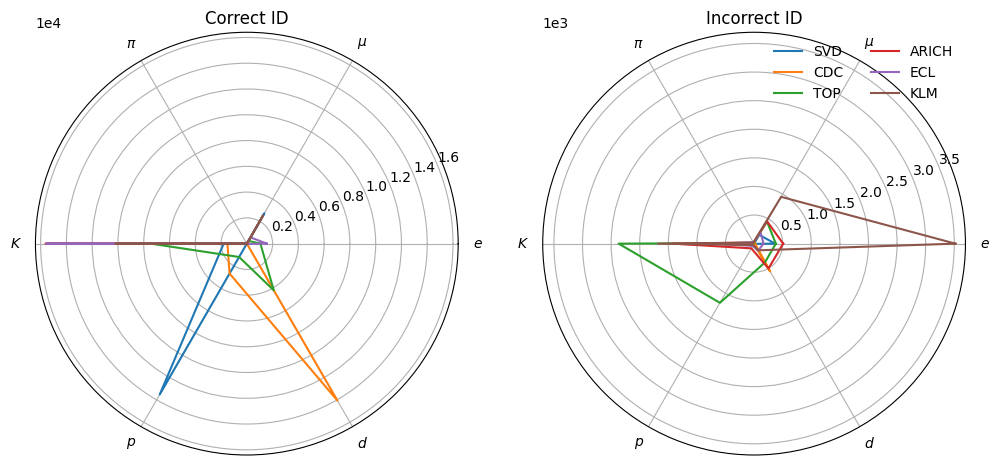 Correct ID
1e4
π
μ
K
e
p
d
0.2
0.4
0.6
0.8
1.0
1.2
1.4
1.6
Incorrect ID
1e3
π
μ
K
e
p
d
0.5
1.0
1.5
2.0
2.5
3.0
3.5
SVD
CDC
TOP
ARICH
ECL
KLM